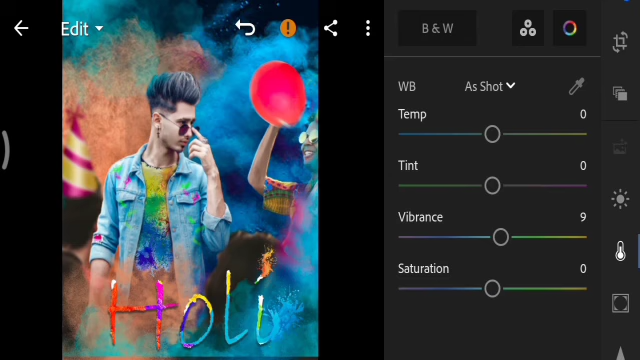 Edit
B & W
WB
As Shot
Temp
0
Tint
0
Vibrance
9
Saturation
0
Holi